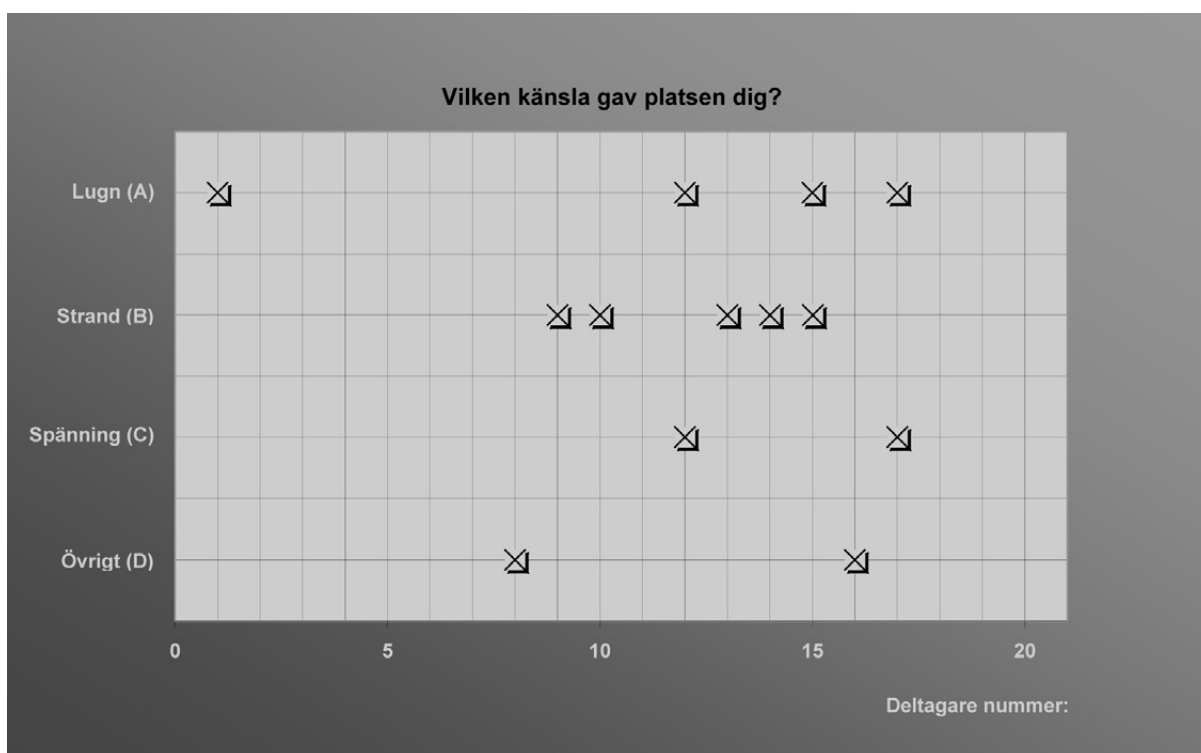 Vilken känsla gav platsen dig?
Lugn (A)
Strand (B)
Spänning (C)
Övrigt (D)
0 5 10 15 20
Deltagare nummer: